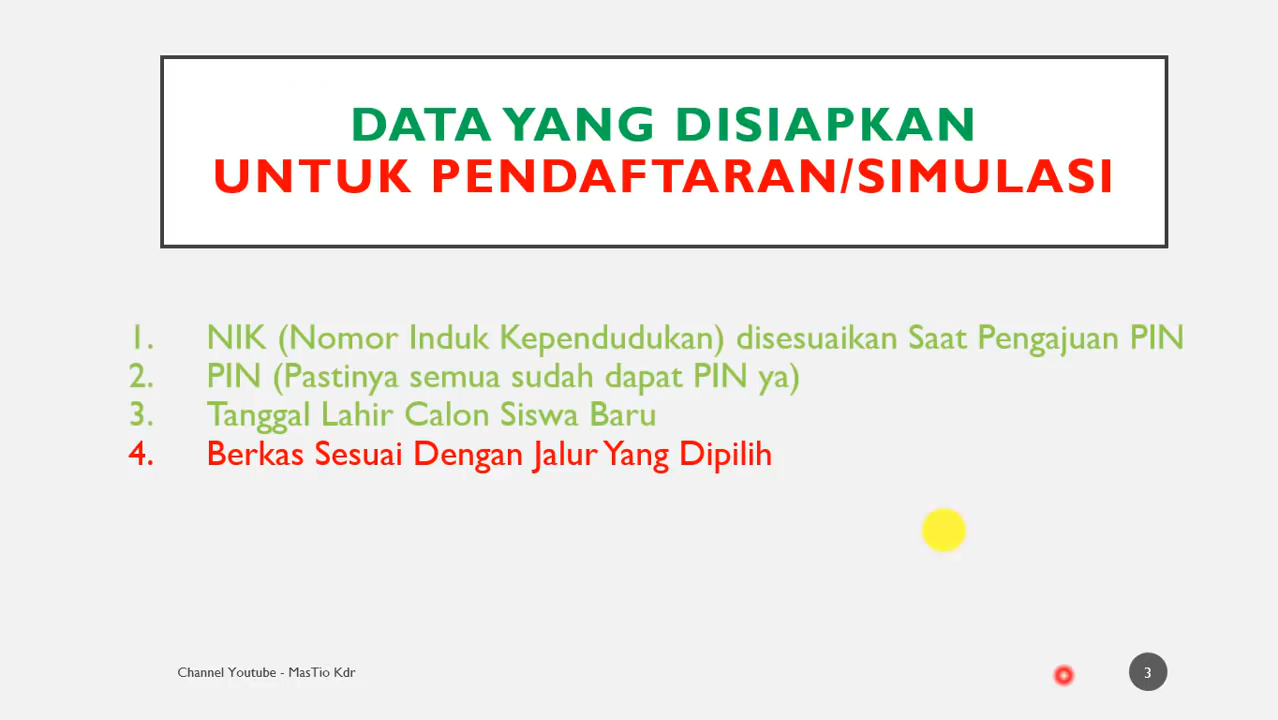 DATA YANG DISIAPKAN
UNTUK PENDAFTARAN/SIMULASI
1. NIK (Nomor Induk Kependudukan) disesuaikan Saat Pengajuan PIN
2. PIN (Pastinya semua sudah dapat PIN ya)
3. Tanggal Lahir Calon Siswa Baru
4. Berkas Sesuai Dengan Jalur Yang Dipilih
Channel Youtube - MasTio Kdr
3